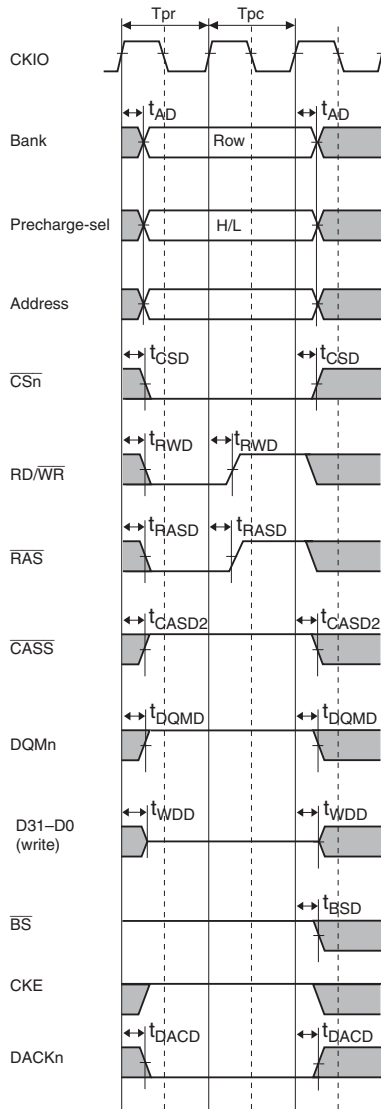 Tpr Tpc
CKIO
tAD tAD
Bank Row
Precharge-sel H/L
Address
tCSD tCSD
CSn
tRWD tRWD
RD/WR
tRASD tRASD
RAS
tCASD2 tCASD2
CASS
tDQMD tDQMD
DQMn
tWDD tWDD
D31–D0
(write)
tBSD
BS
CKE
tDACD tDACD
DACKn